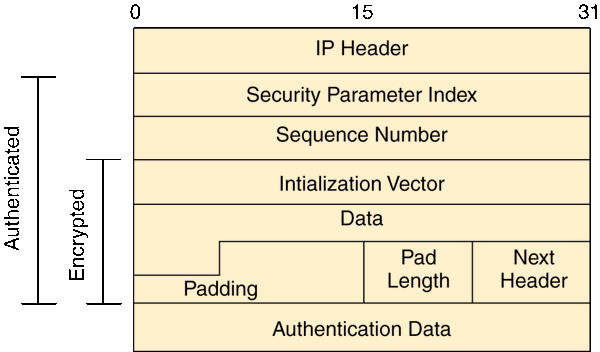 0 15 31
IP Header
Security Parameter Index
Sequence Number
Intialization Vector
Data
Pad
Length
Next
Header
Padding
Authentication Data
Authenticated
Encrypted